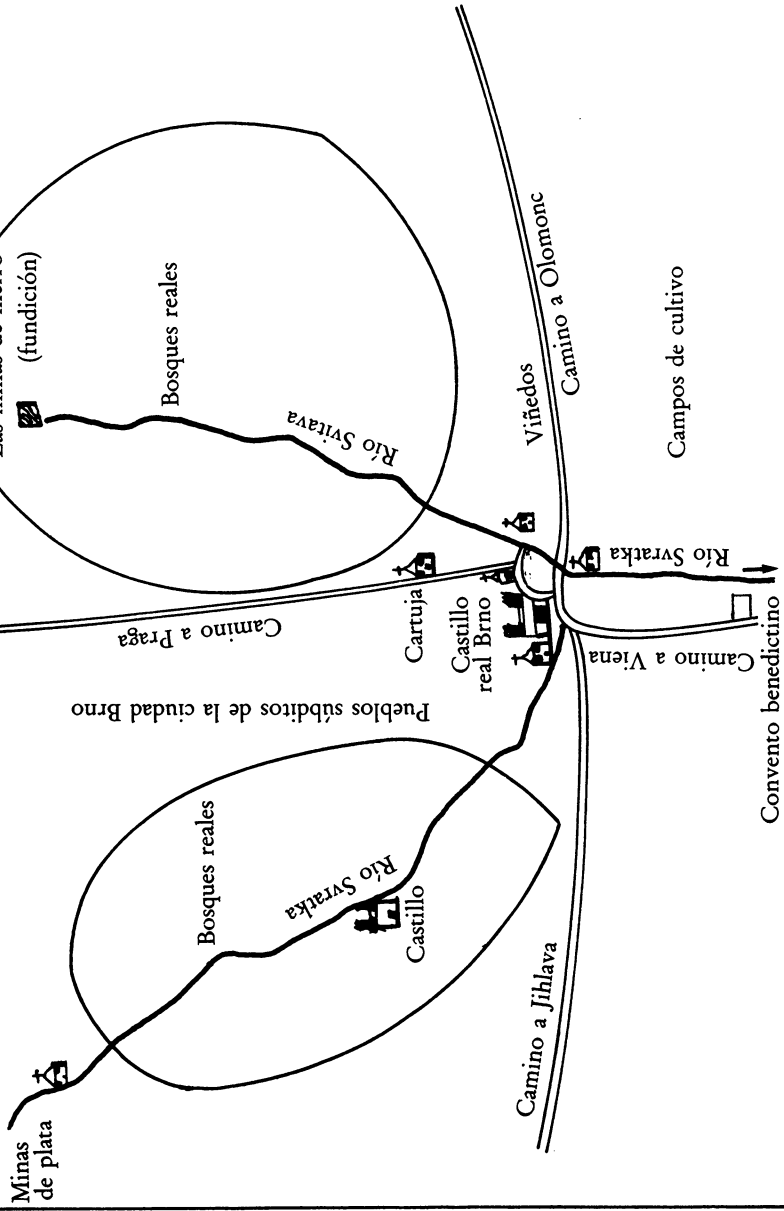 Minas
de plata
Bosques reales
Río Svratka
Castillo
Camino a Jihlava
Pueblos súbditos de la ciudad Brno
Camino a Praga
Cartuja
Castillo
real Brno
Camino a Viena
Convento benedictino
Río Svratka
(fundición)
Bosques reales
Río Svitava
Viñedos
Camino a Olomonc
Campos de cultivo